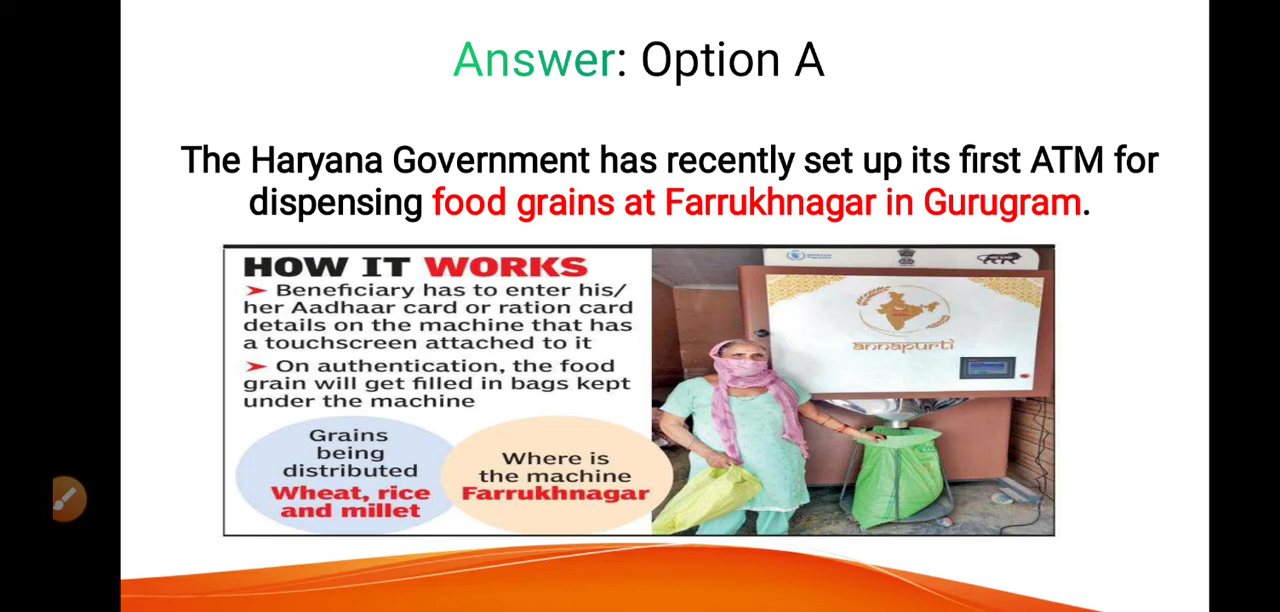 Answer: Option A
The Haryana Government has recently set up its first ATM for
dispensing food grains at Farrukhnagar in Gurugram.
HOW IT WORKS
➤ Beneficiary has to enter his/
her Aadhaar card or ration card
details on the machine that has
a touchscreen attached to it
➤ On authentication, the food
grain will get filled in bags kept
under the machine
Grains
being
distributed
Wheat, rice
and millet
Where is
the machine
Farrukhnagar
annapurti